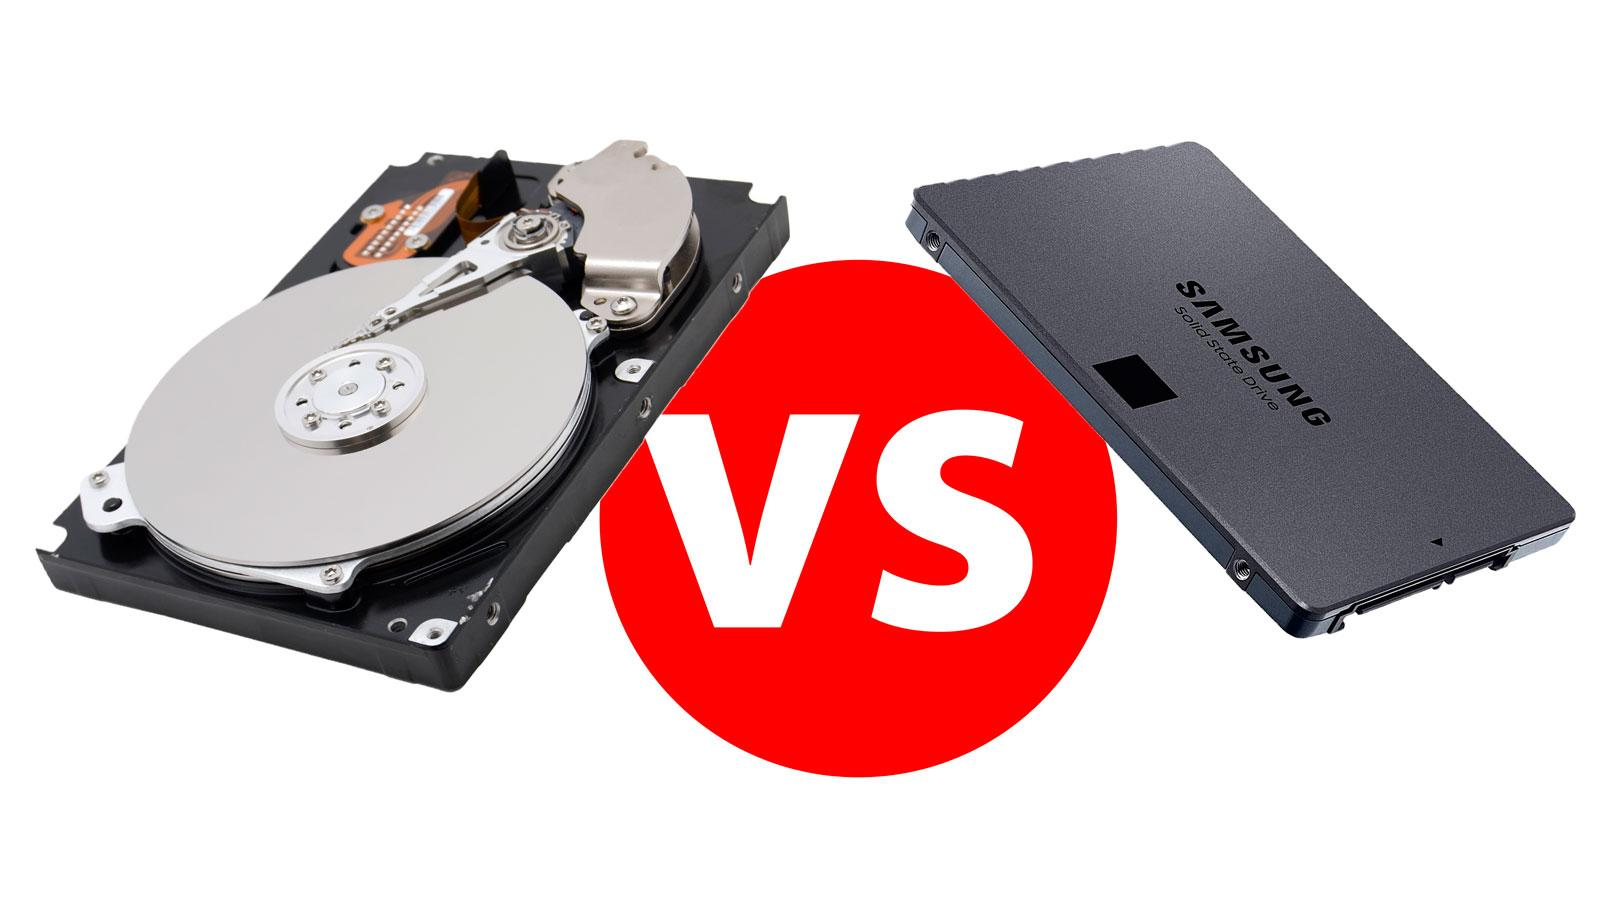 VS
SAMSUNG
Solid State Drive